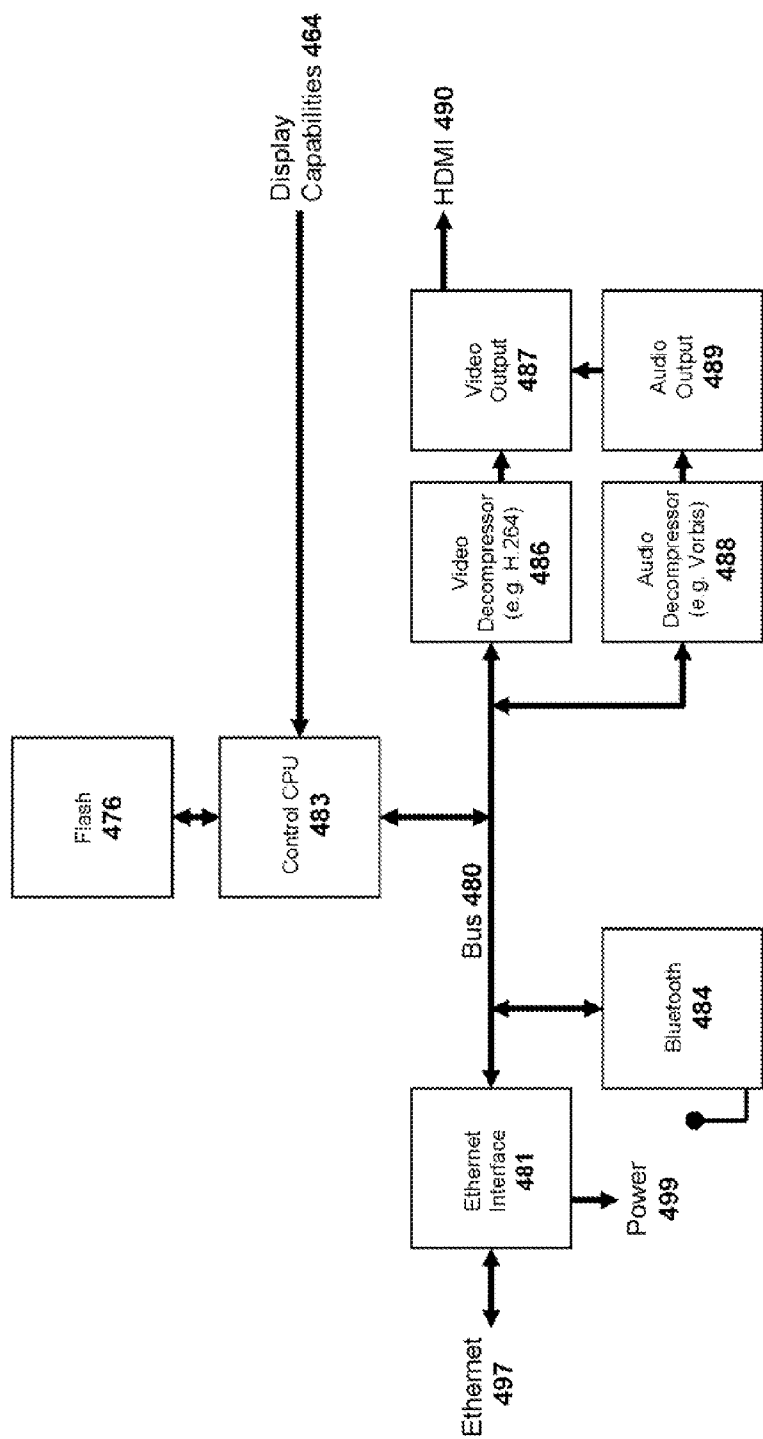 Display
Capabilities 464
Flash
476
Control CPU
483
HDMI 490
Video
Output
487
Audio
Output
489
Video
Decompressor
(e.g. H.264)
486
Audio
Decompressor
(e.g. Vorbis)
488
Bus 480
Bluetooth
484
Ethernet
Interface
481
Power
499
Ethernet
497